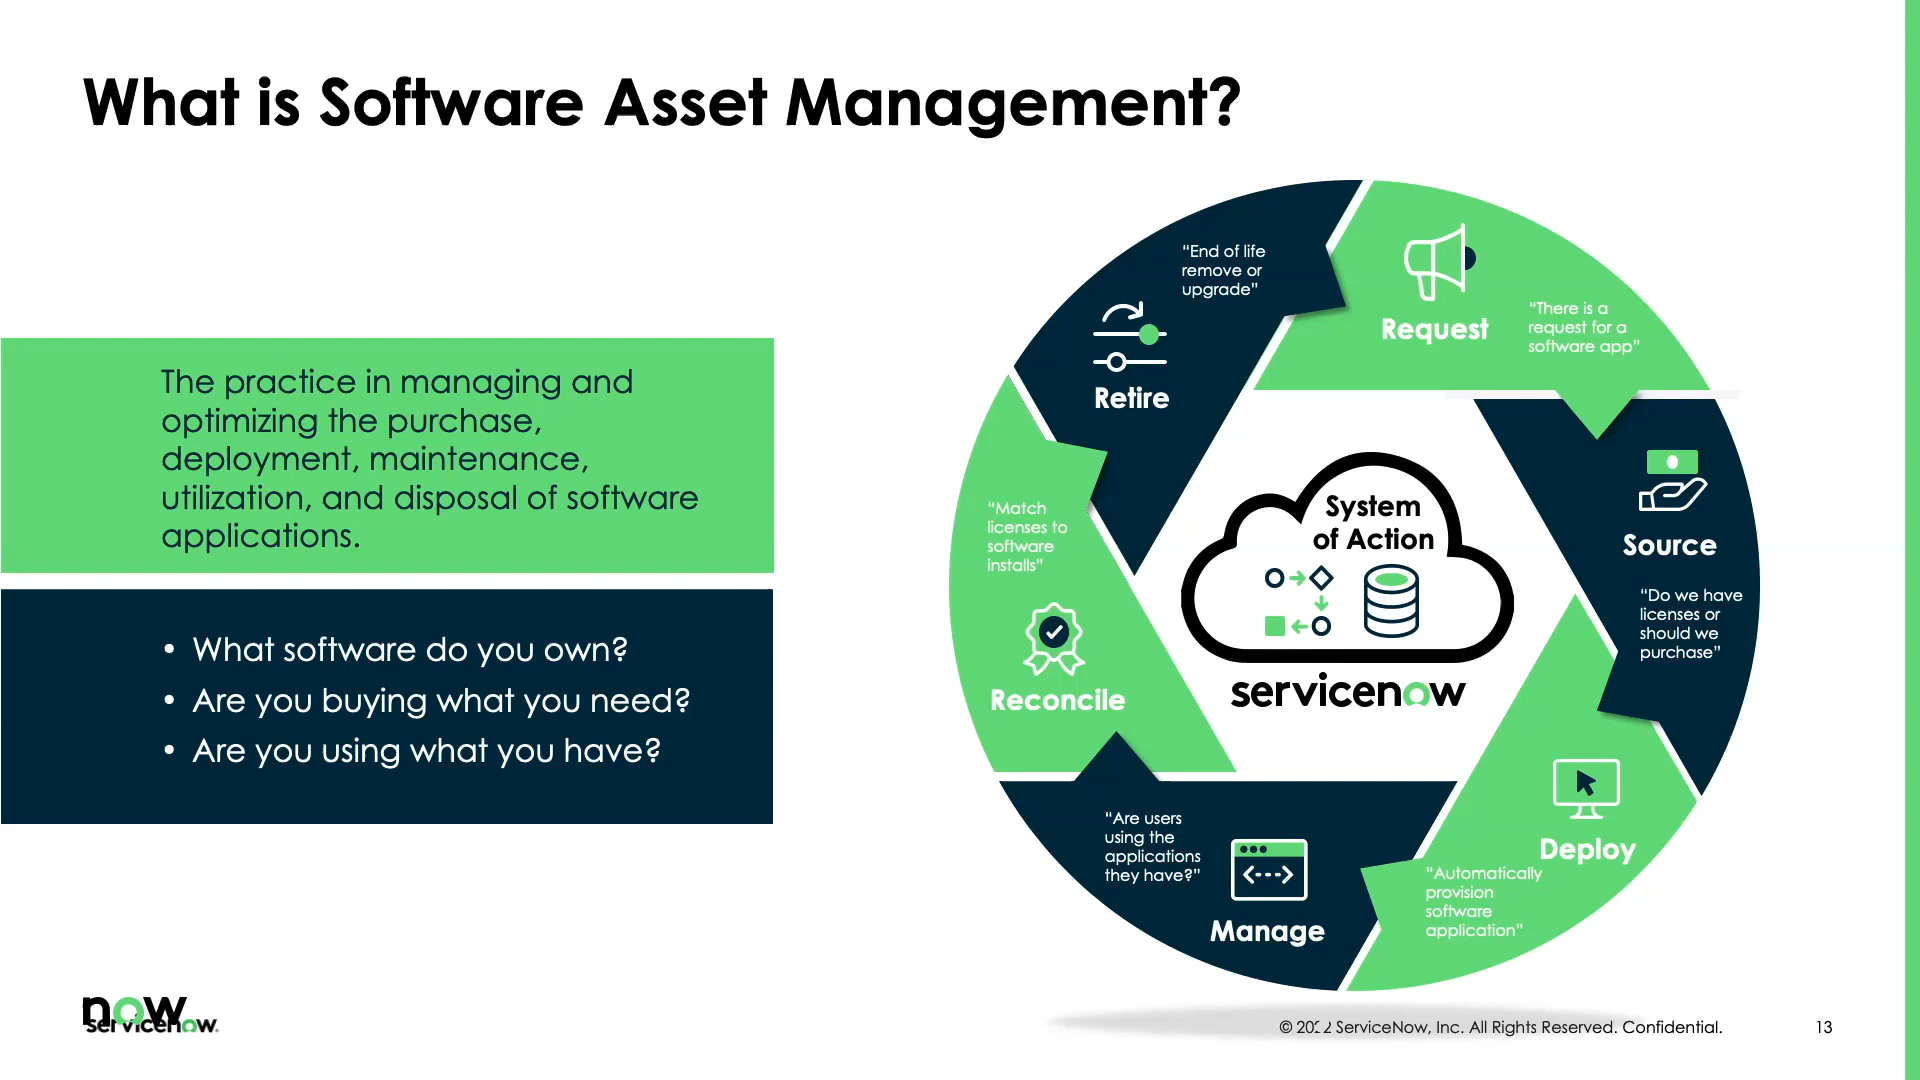 What is Software Asset Management?
The practice in managing and
optimizing the purchase,
deployment, maintenance,
utilization, and disposal of software
applications.
• What software do you own?
• Are you buying what you need?
• Are you using what you have?
“End of life
remove or
upgrade”
Retire
Request
“There is a
request for a
software app”
Source
“Do we have
licenses or
should we
purchase”
Deploy
“Automatically
provision
software
application”
Manage
“Are users
using the
applications
they have?”
“Match
licenses to
software
installs”
Reconcile
System
of Action
servicenow
now
servicenow.
© 2022 ServiceNow, Inc. All Rights Reserved. Confidential.
13